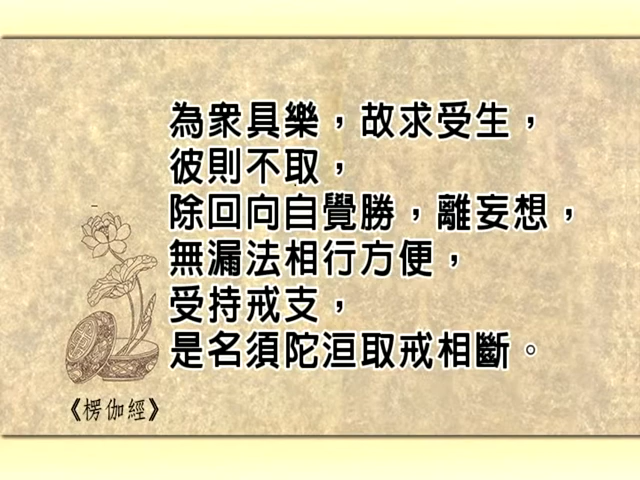 為眾具樂，故求受生，
彼則不取，
除回向自覺勝，離妄想，
無漏法相行方便，
受持戒支，
是名須陀洹取戒相斷。
《楞伽經》